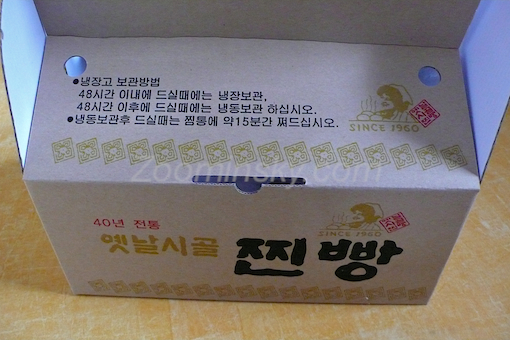 ●냉장고 보관방법
48시간 이내에 드실때에는 냉장보관,
48시간 이후에 드실때에는 냉동보관 하십시오.
●냉동보관후 드실때는 찜통에 약15분간 쪄드십시오.
SINCE 1960
Zoominsky.com
40년 전통
옛날시골 찐빵
SINCE 1960